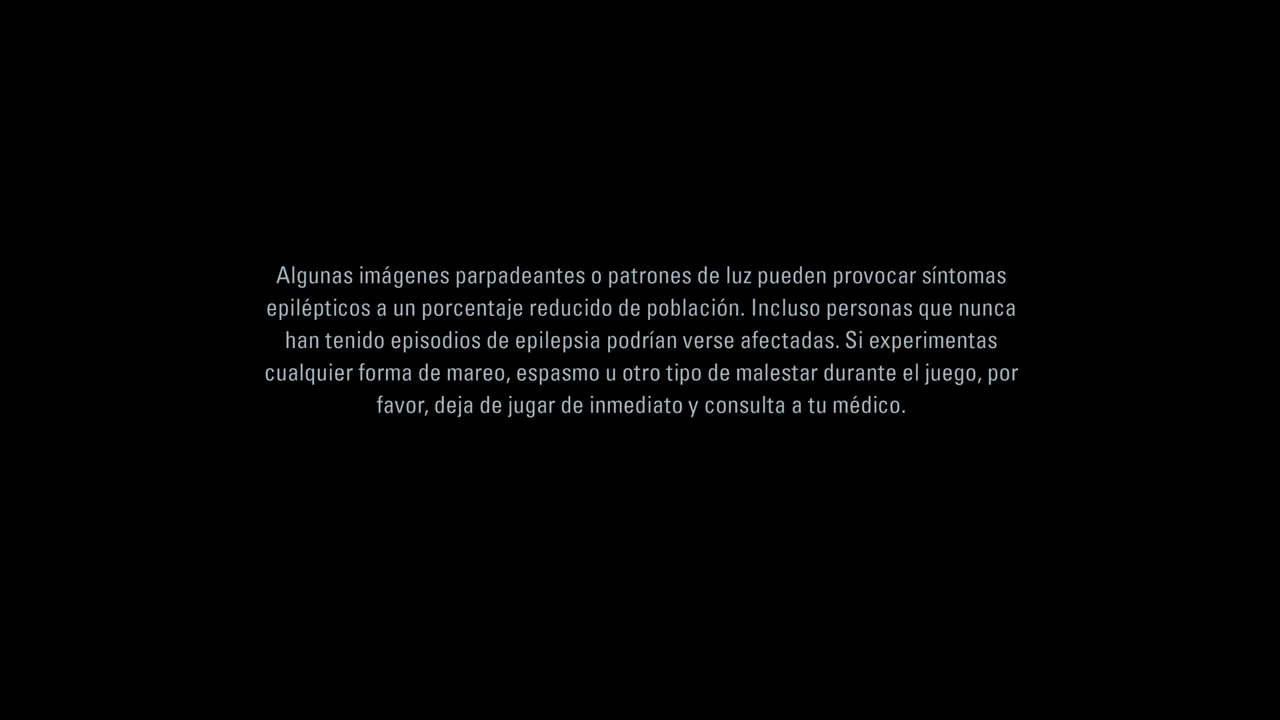 Algunas imágenes parpadeantes o patrones de luz pueden provocar síntomas
epilépticos a un porcentaje reducido de población. Incluso personas que nunca
han tenido episodios de epilepsia podrían verse afectadas. Si experimentas
cualquier forma de mareo, espasmo u otro tipo de malestar durante el juego, por
favor, deja de jugar de inmediato y consulta a tu médico.